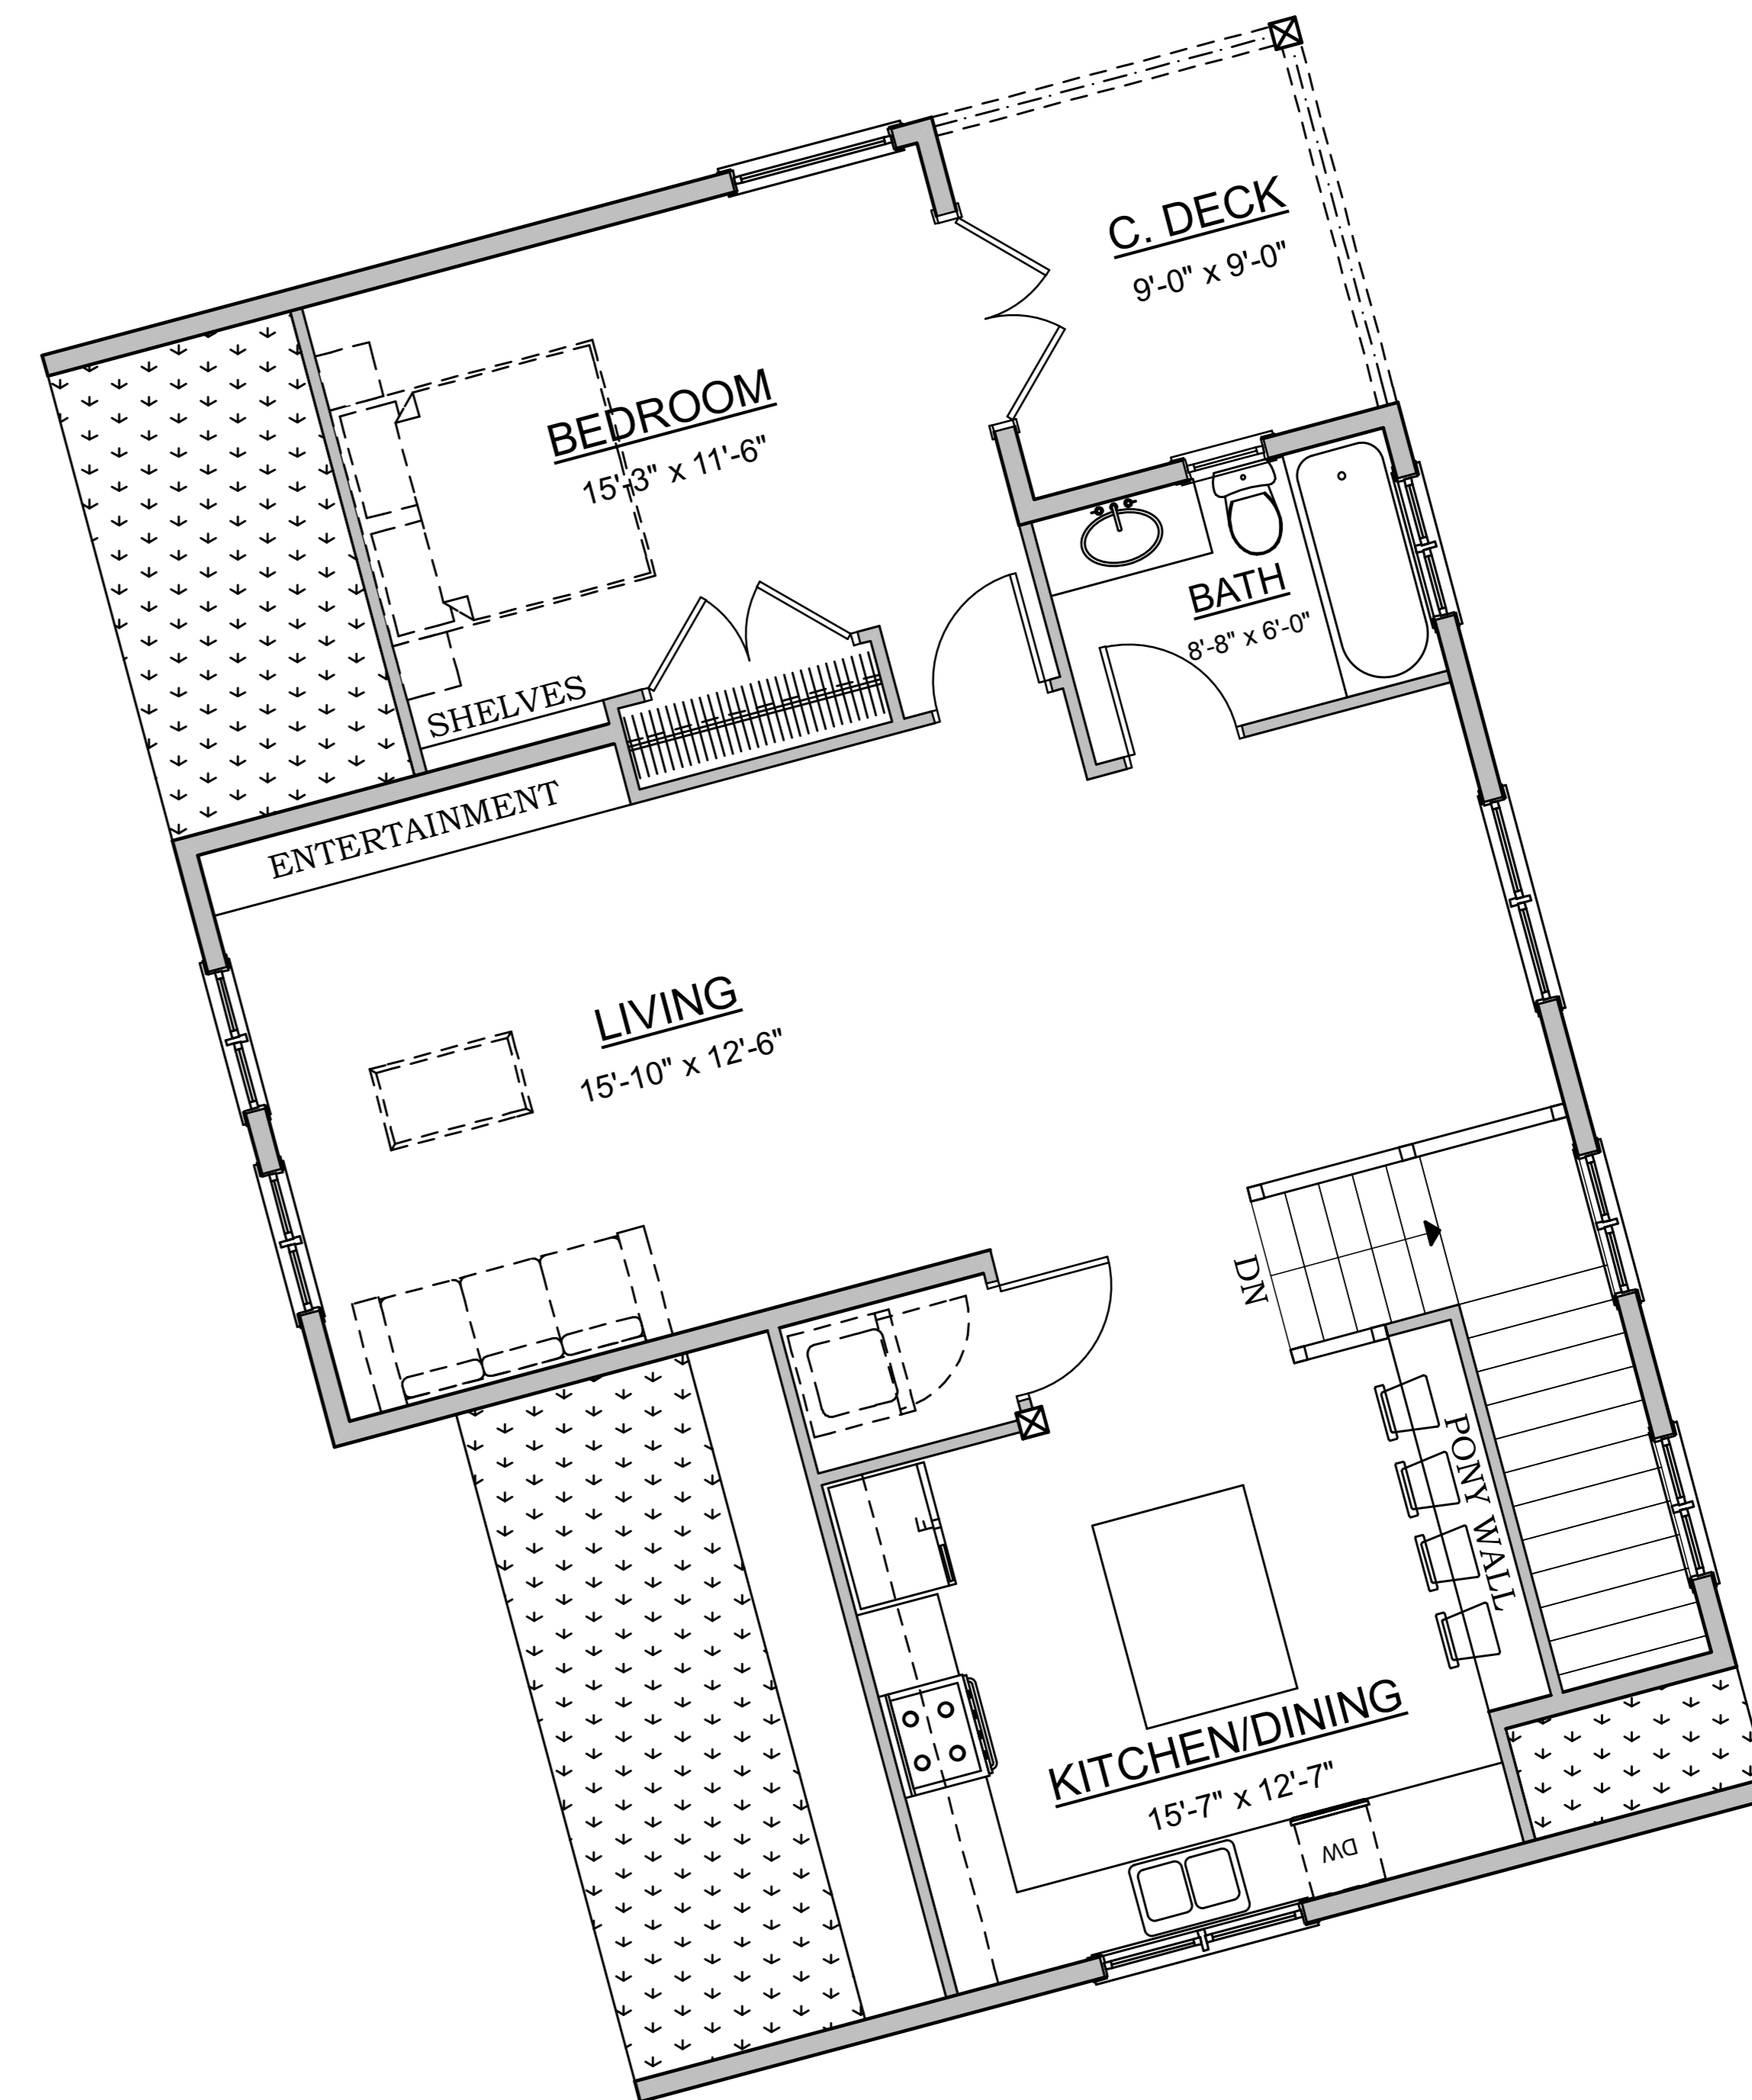 C. DECK
9'-0" x 9'-0"
BEDROOM
15'-3" x 11'-6"
BATH
8'-8" x 6'-0"
SHELVES
ENTERTAINMENT
LIVING
15'-10" x 12'-6"
DN
PONY WALL
KITCHEN/DINING
15'-7" x 12'-7"
DW